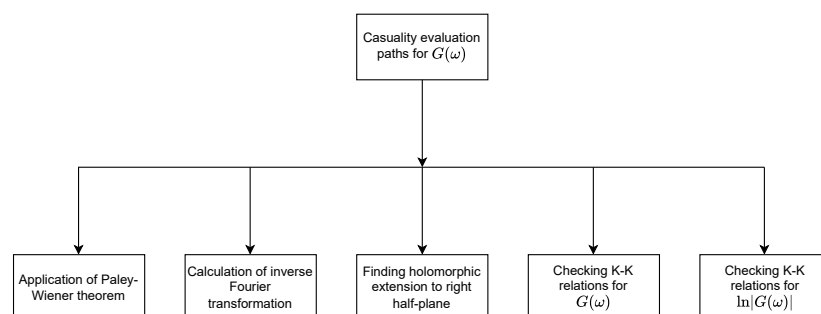 Casuality evaluation
paths for G(ω)
Application of Paley-
Wiener theorem
Calculation of inverse
Fourier
transformation
Finding holomorphic
extension to right
half-plane
Checking K-K
relations for
G(ω)
Checking K-K
relations for
ln|G(ω)|